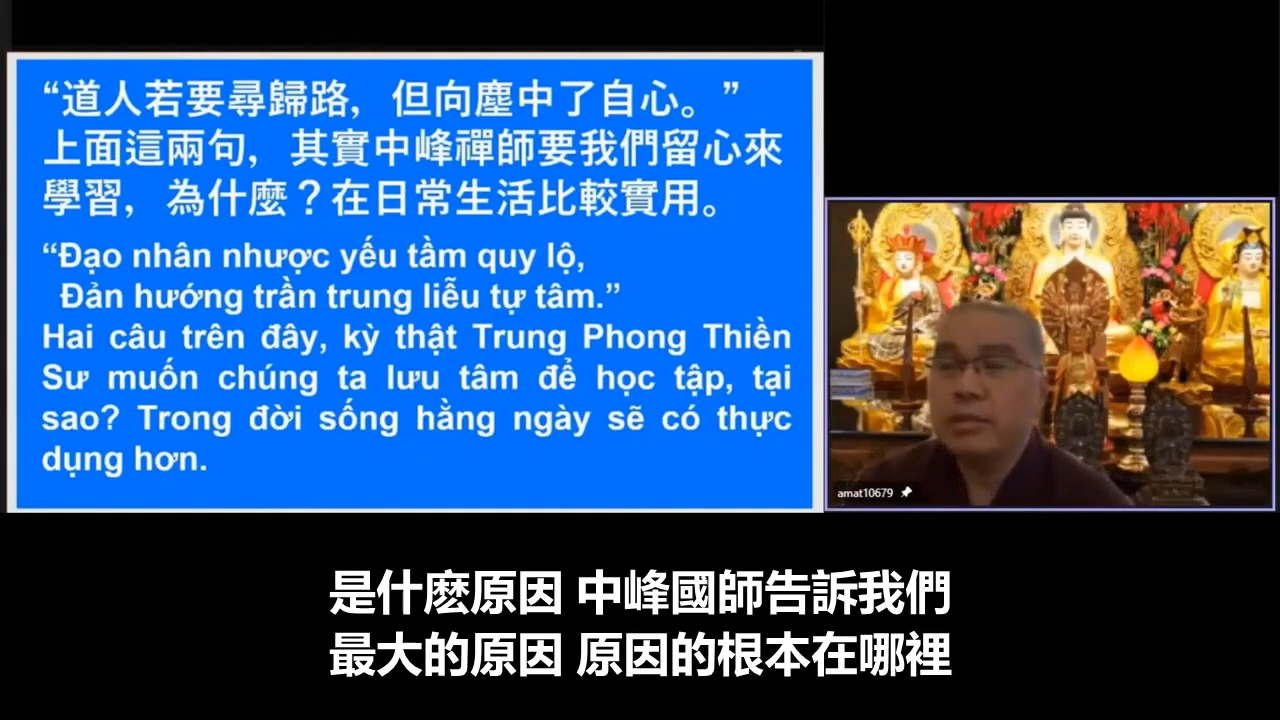 “道人若要尋歸路，但向塵中了自心。”
上面這兩句，其實中峰禪師要我們留心來
學習，為什麼？在日常生活比較實用。
“Đạo nhân nhược yếu tầm quy lộ,
Đản hướng trần trung liễu tự tâm.”
Hai câu trên đây, kỳ thật Trung Phong Thiền
Sư muốn chúng ta lưu tâm để học tập, tại
sao? Trong đời sống hằng ngày sẽ có thực
dụng hơn.
amat10679
是什麽原因 中峰國師告訴我們
最大的原因 原因的根本在哪裡